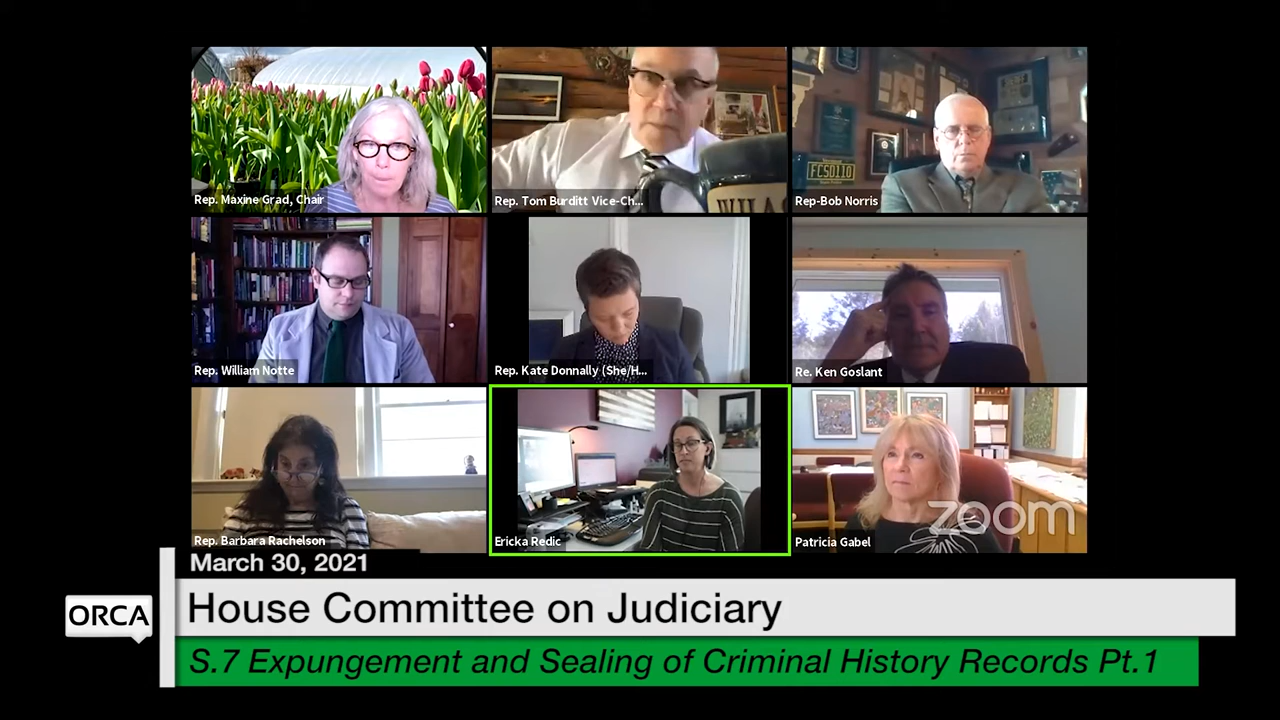 Rep. Maxine Grad, Chair
Rep. Tom Burditt Vice-Ch...
Rep-Bob Norris
FCSO110
Rep. William Notte
Rep. Kate Donnally (She/H...
Re. Ken Goslant
Rep. Barbara Rachelson
Ericka Redic
Patricia Gabel
zoom
March 30, 2021
ORCA
House Committee on Judiciary
S.7 Expungement and Sealing of Criminal History Records Pt.1